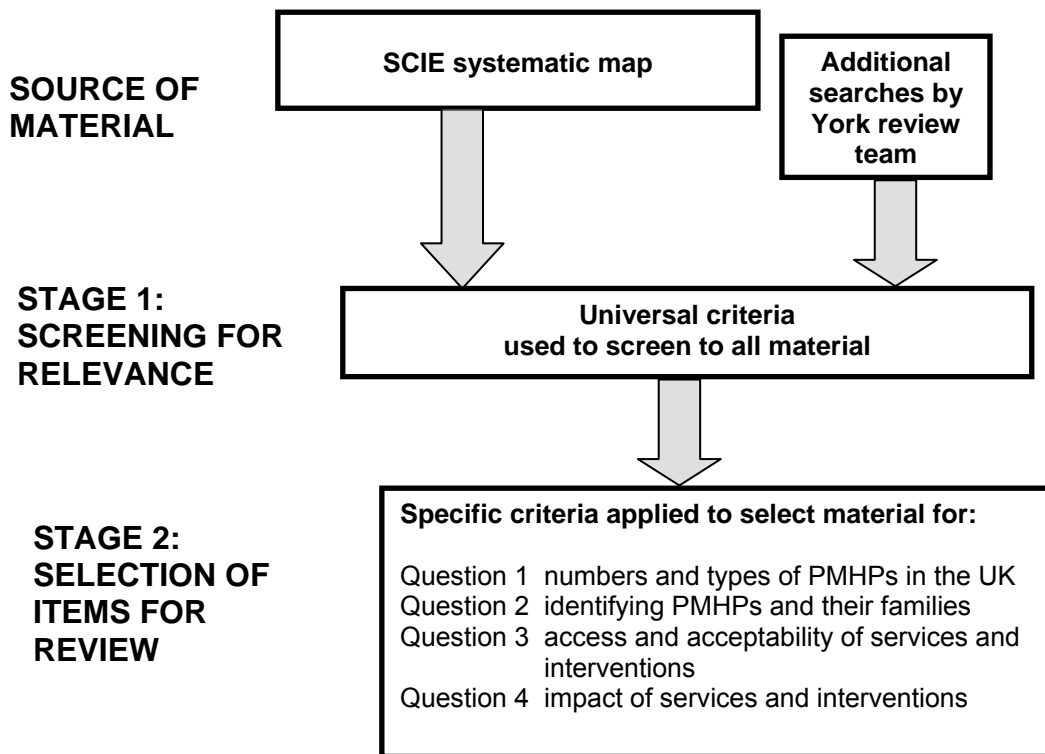 SOURCE OF
MATERIAL
SCIE systematic map
Additional
searches by
York review
team
STAGE 1:
SCREENING FOR
RELEVANCE
Universal criteria
used to screen to all material
STAGE 2:
SELECTION OF
ITEMS FOR
REVIEW
Specific criteria applied to select material for:
Question 1 numbers and types of PMHPs in the UK
Question 2 identifying PMHPs and their families
Question 3 access and acceptability of services and
interventions
Question 4 impact of services and interventions